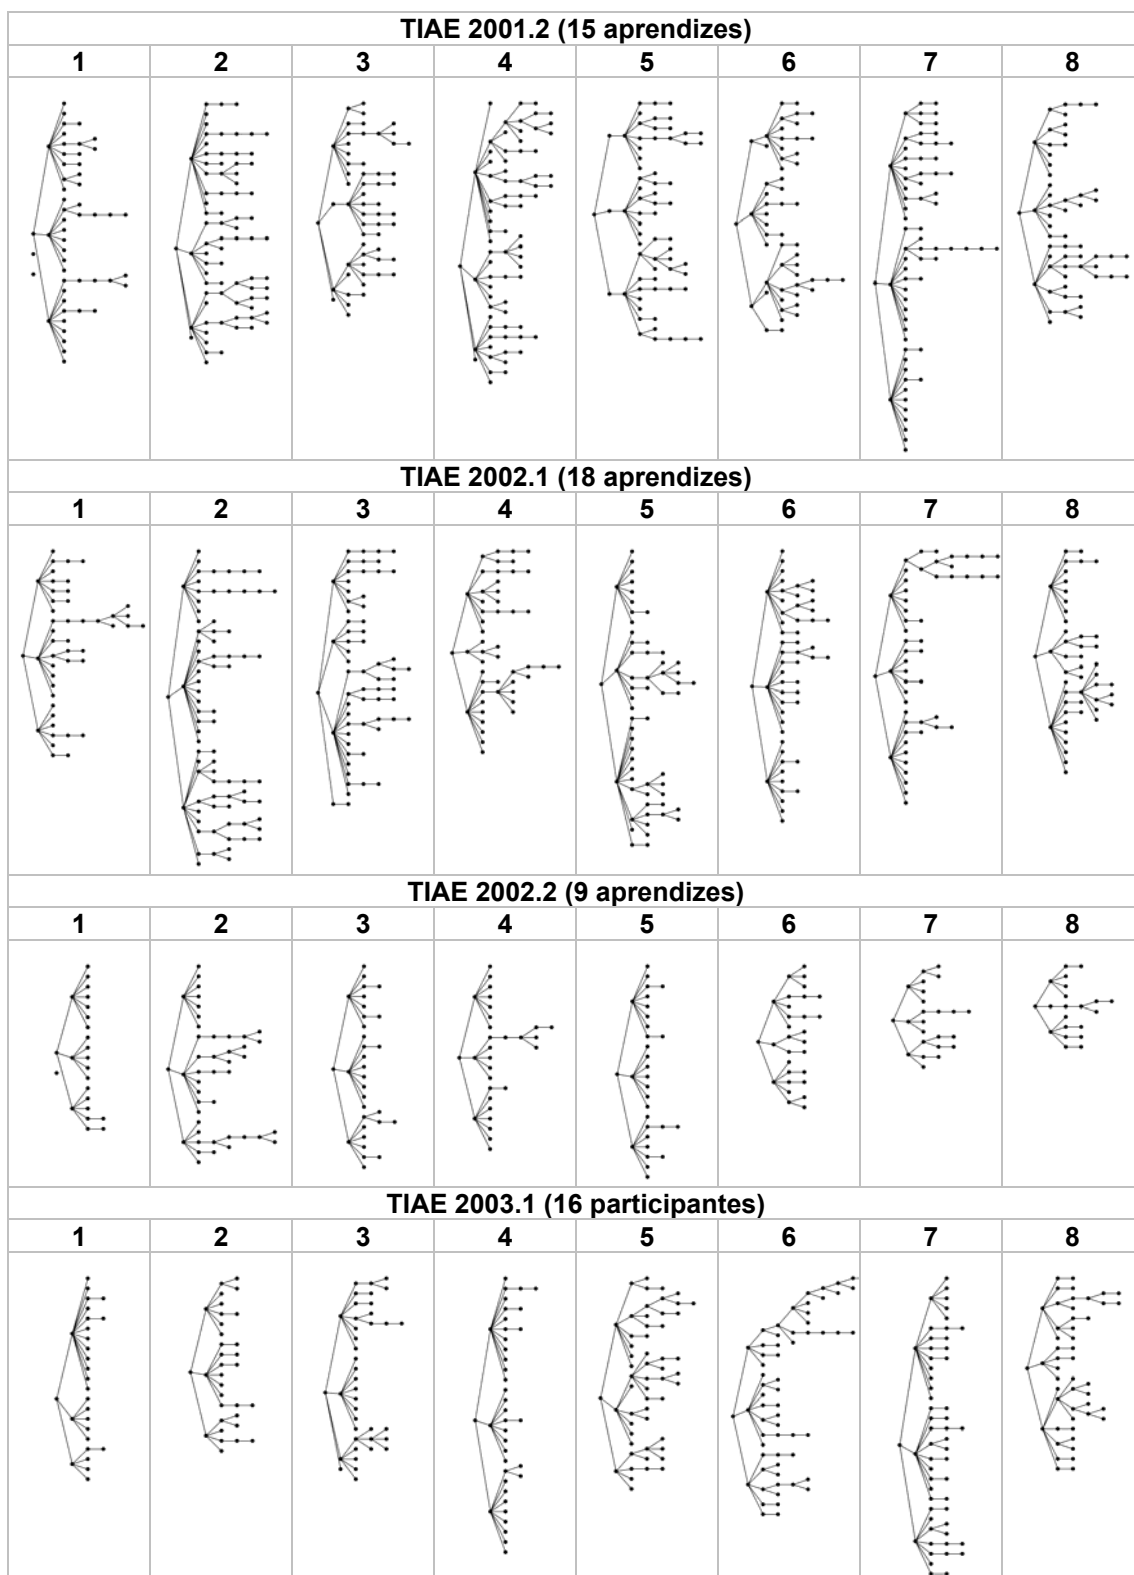 TIAE 2001.2 (15 aprendizes)
1 2 3 4 5 6 7 8
TIAE 2002.1 (18 aprendizes)
1 2 3 4 5 6 7 8
TIAE 2002.2 (9 aprendizes)
1 2 3 4 5 6 7 8
TIAE 2003.1 (16 participantes)
1 2 3 4 5 6 7 8